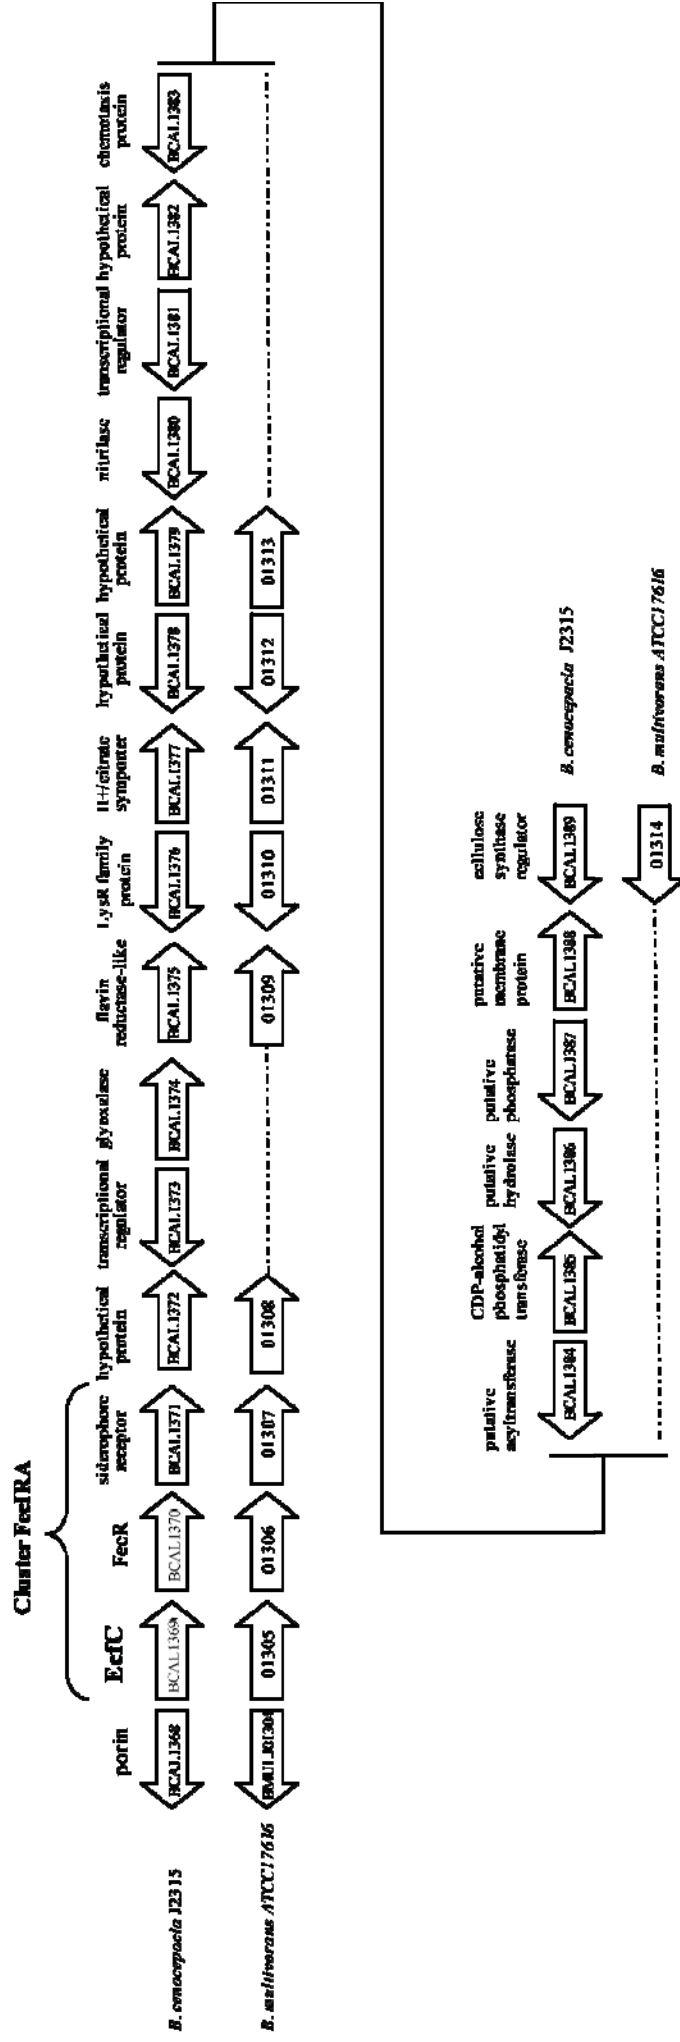 Cluster FecIRA
porin
EcfC
FecR
siderophore
receptor
hypothetical
protein
transcriptional
regulator
glyoxalase
flavin
reductase-like
LysR family
protein
H+/citrate
symporter
hypothetical
protein
hypothetical
protein
nitrilase
transcriptional
regulator
hypothetical
protein
chemotaxis
protein
B. cenocepacia J2315
BCAL1368
BCAL1369
BCAL1370
BCAL1371
BCAL1372
BCAL1373
BCAL1374
BCAL1375
BCAL1376
BCAL1377
BCAL1378
BCAL1379
BCAL1380
BCAL1381
BCAL1382
BCAL1383
B. multivorans ATCC17616
BMULJ01304
01305
01306
01307
01308
01309
01310
01311
01312
01313
putative
acyltransferase
CDP-alcohol
phosphatidyl
transferase
putative
hydrolase
putative
phosphatase
putative
membrane
protein
cellulose
synthase
regulator
BCAL1384
BCAL1385
BCAL1386
BCAL1387
BCAL1388
BCAL1389
B. cenocepacia J2315
01314
B. multivorans ATCC17616